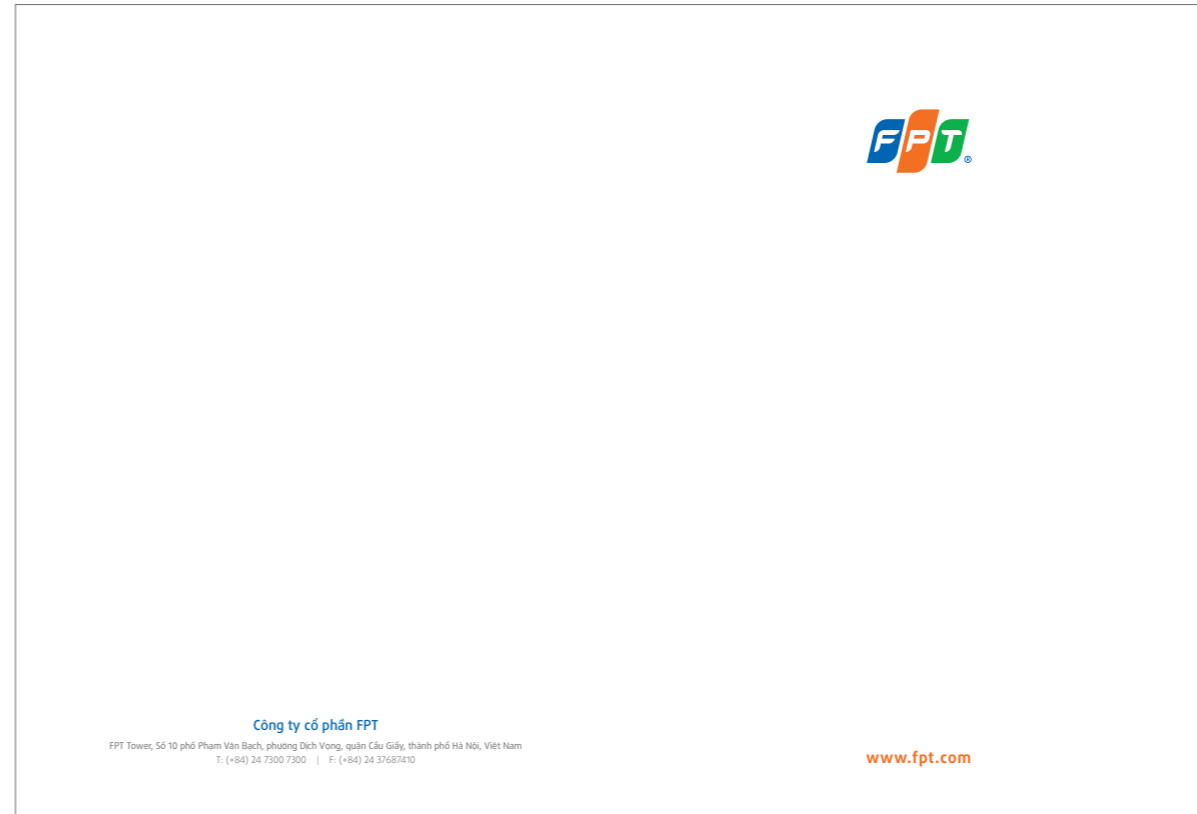 FPT®
Công ty cổ phần FPT
FPT Tower, Số 10 phố Phạm Văn Bạch, phường Dịch Vọng, quận Cầu Giấy, thành phố Hà Nội, Việt Nam
T: (+84) 24 7300 7300 | F: (+84) 24 37687410
www.fpt.com